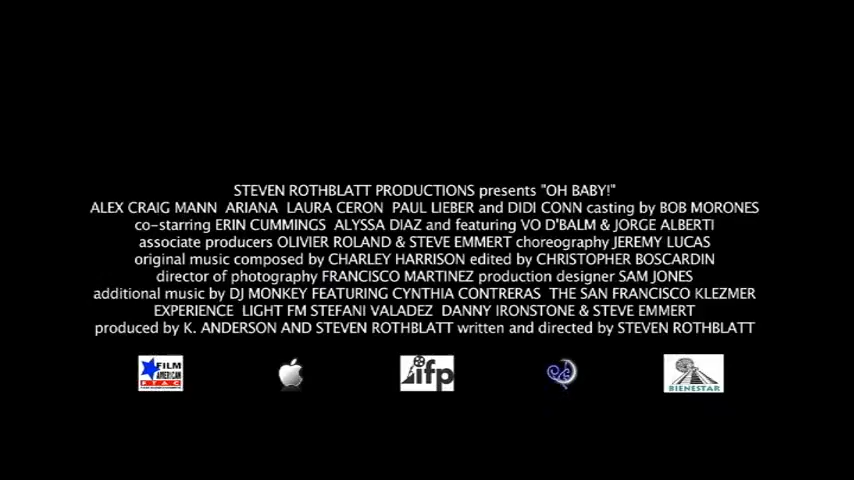 STEVEN ROTHBLATT PRODUCTIONS presents "OH BABY!"
ALEX CRAIG MANN ARIANA LAURA CERON PAUL LIEBER and DIDI CONN casting by BOB MORONES
co-starring ERIN CUMMINGS ALYSSA DIAZ and featuring VO D'BALM & JORGE ALBERTI
associate producers OLIVIER ROLAND & STEVE EMMERT choreography JEREMY LUCAS
original music composed by CHARLEY HARRISON edited by CHRISTOPHER BOSCARDIN
director of photography FRANCISCO MARTINEZ production designer SAM JONES
additional music by DJ MONKEY FEATURING CYNTHIA CONTRERAS THE SAN FRANCISCO KLEZMER
EXPERIENCE LIGHT FM STEFANI VALADEZ DANNY IRONSTONE & STEVE EMMERT
produced by K. ANDERSON AND STEVEN ROTHBLATT written and directed by STEVEN ROTHBLATT
FILM
AMERICAN
PTAC
ifp
BIENESTAR